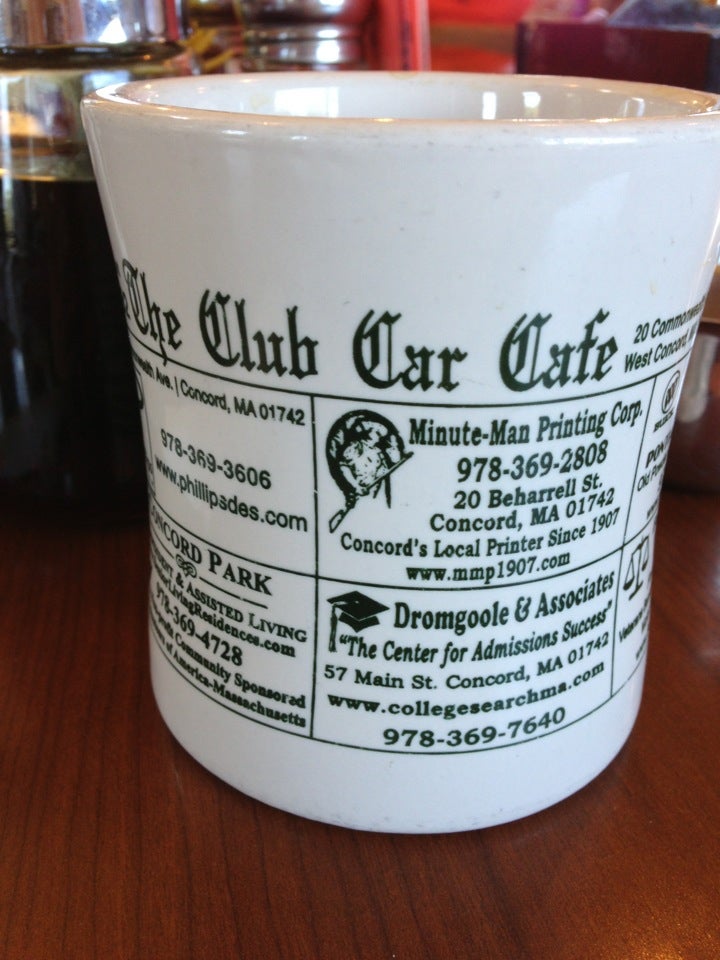 The Club Car Cafe
20 Commonwealth
West Concord,
Ave. | Concord, MA 01742
978-369-3606
www.phillipsdes.com
Minute-Man Printing Corp.
978-369-2808
20 Beharrell St.
Concord, MA 01742
Concord's Local Printer Since 1907
www.mmp1907.com
CONCORD PARK
& ASSISTED LIVING
LivingResidences.com
978-369-4728
Community Sponsored
of America-Massachusetts
Dromgoole & Associates
"The Center for Admissions Success"
57 Main St. Concord, MA 01742
www.collegesearchma.com
978-369-7640